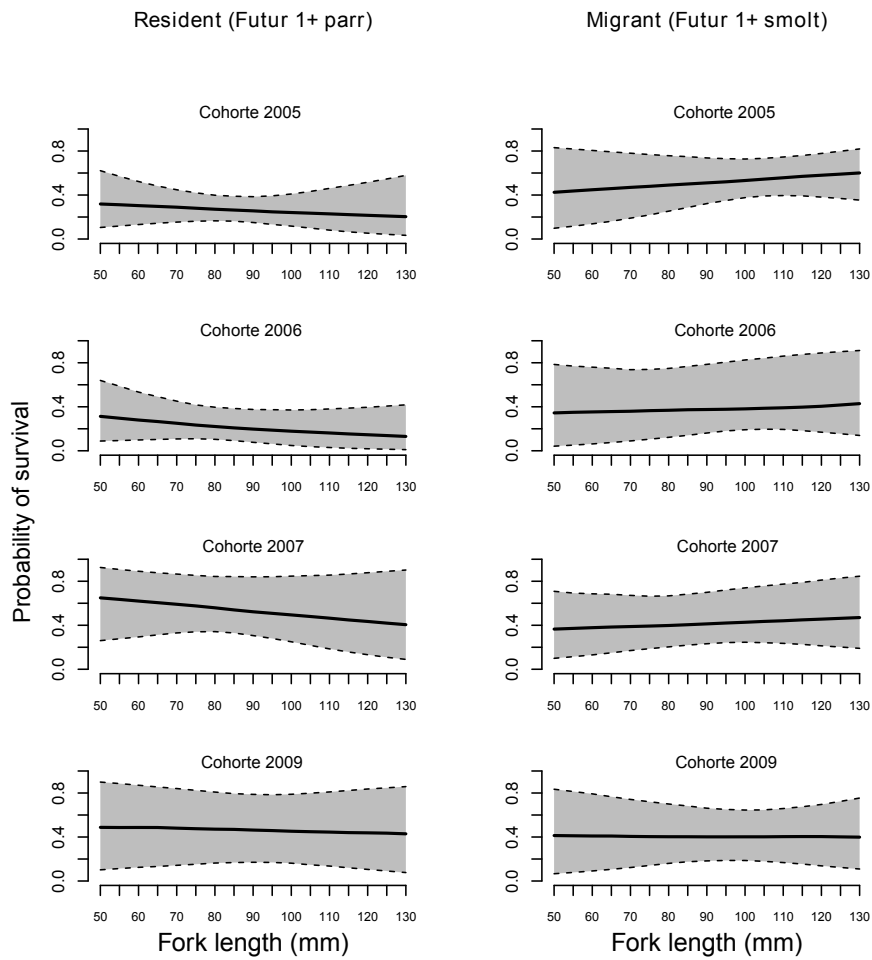 Resident (Futur 1+ parr)
Migrant (Futur 1+ smolt)
Probability of survival
Cohorte 2005
0.0 0.4 0.8
50 60 70 80 90 100 110 120 130
Cohorte 2005
0.0 0.4 0.8
50 60 70 80 90 100 110 120 130
Cohorte 2006
0.0 0.4 0.8
50 60 70 80 90 100 110 120 130
Cohorte 2006
0.0 0.4 0.8
50 60 70 80 90 100 110 120 130
Cohorte 2007
0.0 0.4 0.8
50 60 70 80 90 100 110 120 130
Cohorte 2007
0.0 0.4 0.8
50 60 70 80 90 100 110 120 130
Cohorte 2009
0.0 0.4 0.8
50 60 70 80 90 100 110 120 130
Fork length (mm)
Cohorte 2009
0.0 0.4 0.8
50 60 70 80 90 100 110 120 130
Fork length (mm)